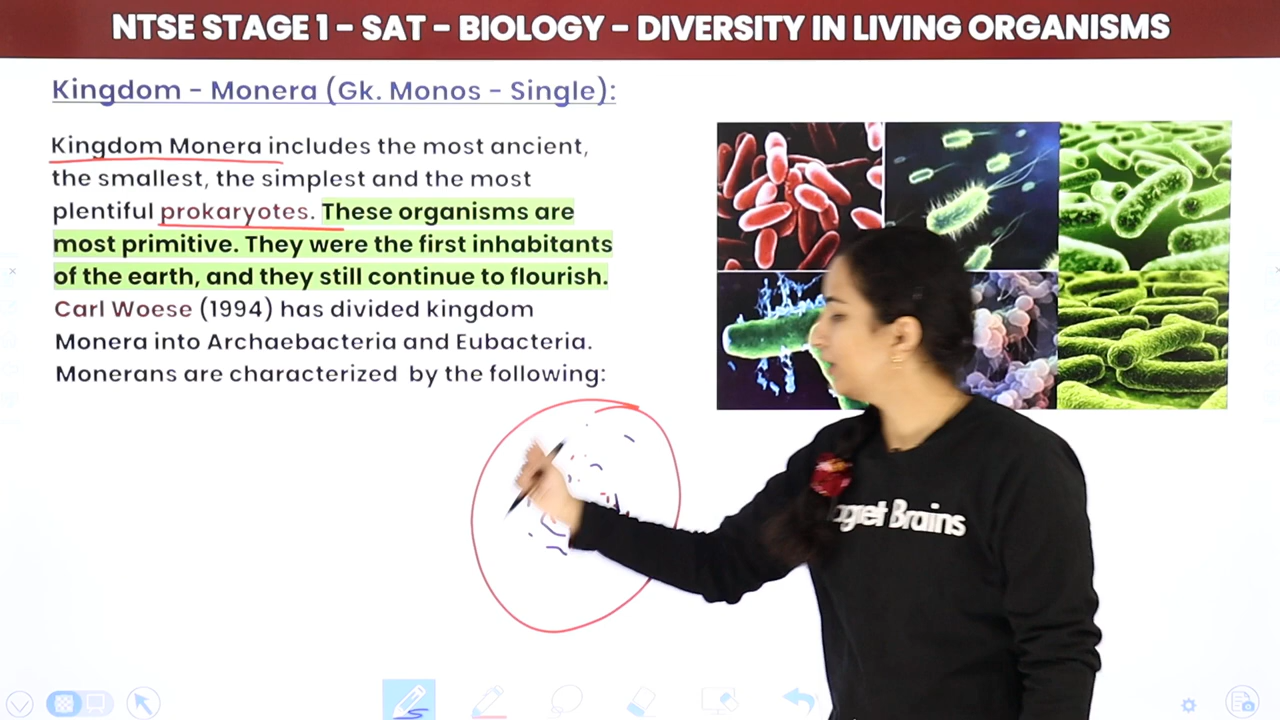 NTSE STAGE 1 - SAT - BIOLOGY - DIVERSITY IN LIVING ORGANISMS
Kingdom - Monera (Gk. Monos - Single):
Kingdom Monera includes the most ancient,
the smallest, the simplest and the most
plentiful prokaryotes. These organisms are
most primitive. They were the first inhabitants
of the earth, and they still continue to flourish.
Carl Woese (1994) has divided kingdom
Monera into Archaebacteria and Eubacteria.
Monerans are characterized by the following:
Brains